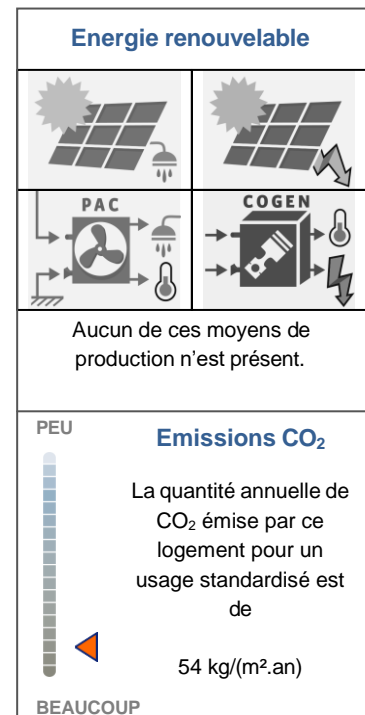 Energie renouvelable
PAC
COGEN
Aucun de ces moyens de
production n’est présent.
PEU
Emissions CO₂
La quantité annuelle de
CO₂ émise par ce
logement pour un
usage standardisé est
de
54 kg/(m².an)
BEAUCOUP